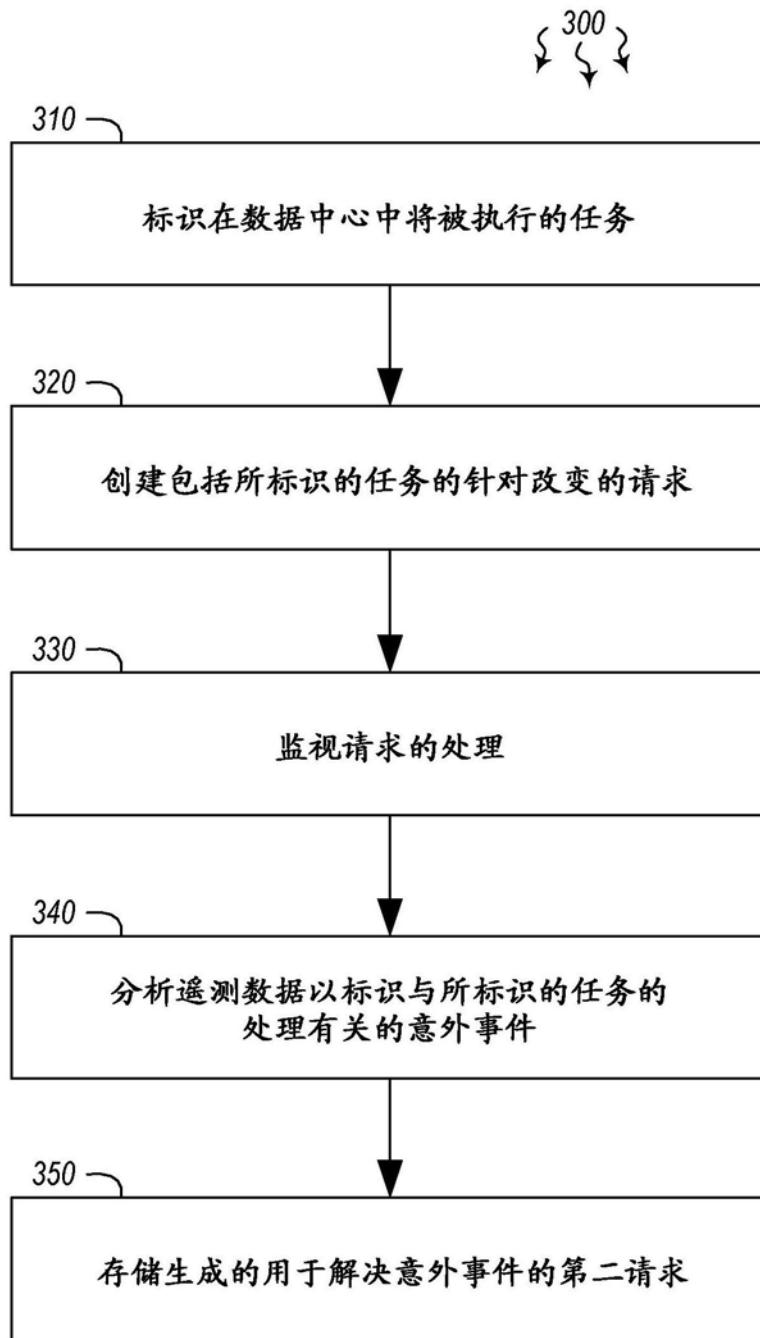 300
310
标识在数据中心中将被执行的任务
320
创建包括所标识的任务的针对改变的请求
330
监视请求的处理
340
分析遥测数据以标识与所标识的任务的
处理有关的意外事件
350
存储生成的用于解决意外事件的第二请求